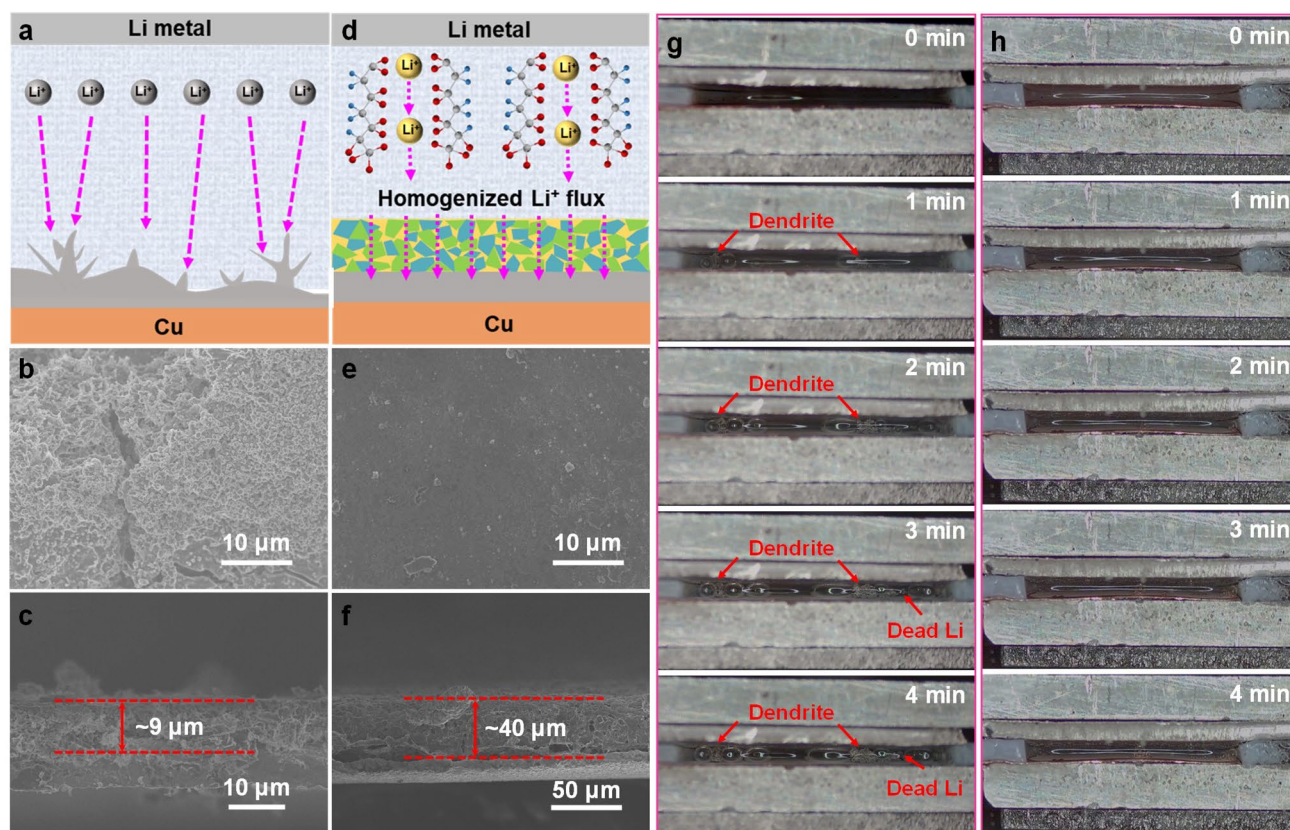 a
Li metal
Li⁺
Li⁺
Li⁺
Li⁺
Li⁺
Li⁺
Cu
b
10 μm
c
~9 μm
10 μm
d
Li metal
Li⁺
Li⁺
Li⁺
Li⁺
Homogenized Li⁺ flux
Cu
e
10 μm
f
~40 μm
50 μm
g
0 min
1 min
Dendrite
2 min
Dendrite
3 min
Dendrite
Dead Li
4 min
Dendrite
Dead Li
h
0 min
1 min
2 min
3 min
4 min